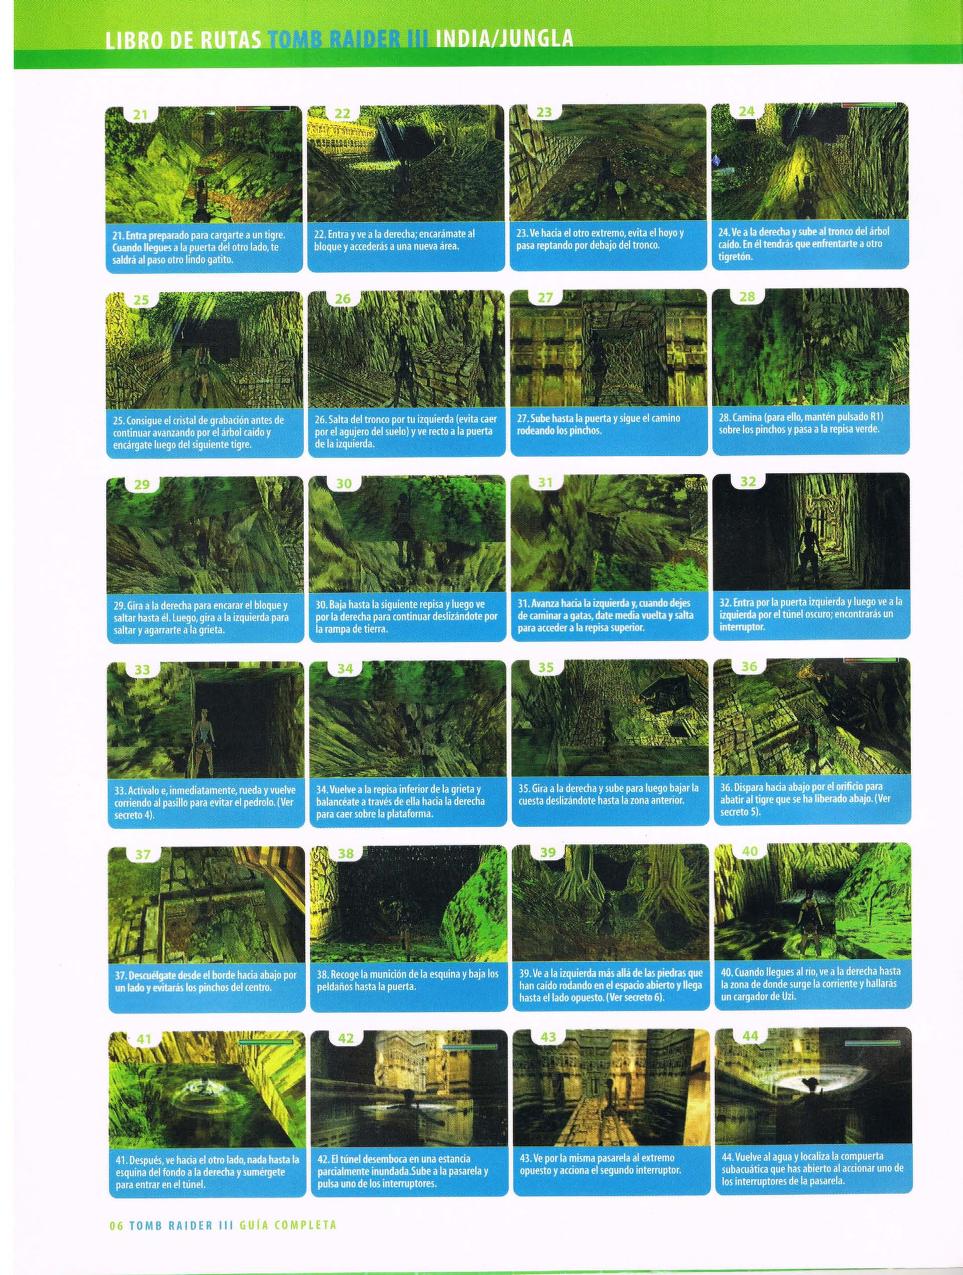 LIBRO DE RUTAS TOMB RAIDER III INDIA/JUNGLA
21
21. Entra preparado para cargarte a un tigre.
Cuando llegues a la puerta del otro lado, te
saldrá al paso otro lindo gatito.
22
22. Entra y ve a la derecha; encarámate al
bloque y accederás a una nueva área.
23
23. Ve hacia el otro extremo, evita el hoyo y
pasa reptando por debajo del tronco.
24
24. Ve a la derecha y sube al tronco del árbol
caído. En él tendrás que enfrentarte a otro
tigretón.
25
25. Consigue el cristal de grabación antes de
continuar avanzando por el árbol caído y
encárgate luego del siguiente tigre.
26
26. Salta del tronco por tu izquierda (evita caer
por el agujero del suelo) y ve recto a la puerta
de la izquierda.
27
27. Sube hasta la puerta y sigue el camino
rodeando los pinchos.
28
28. Camina (para ello, mantén pulsado R1)
sobre los pinchos y pasa a la repisa verde.
29
29. Gira a la derecha para encarar el bloque y
saltar hasta él. Luego, gira a la izquierda para
saltar y agarrarte a la grieta.
30
30. Baja hasta la siguiente repisa y luego ve
por la derecha para continuar deslizándote por
la rampa de tierra.
31
31. Avanza hacia la izquierda y, cuando dejes
de caminar a gatas, date media vuelta y salta
para acceder a la repisa superior.
32
32. Entra por la puerta izquierda y luego ve a la
izquierda por el túnel oscuro; encontrarás un
interruptor.
33
33. Actívalo e, inmediatamente, rueda y vuelve
corriendo al pasillo para evitar el pedrolo. (Ver
secreto 4).
34
34. Vuelve a la repisa inferior de la grieta y
balancéate a través de ella hacia la derecha
para caer sobre la plataforma.
35
35. Gira a la derecha y sube para luego bajar la
cuesta deslizándote hasta la zona anterior.
36
36. Dispara hacia abajo por el orificio para
abatir al tigre que se ha liberado abajo. (Ver
secreto 5).
37
37. Descuélgate desde el borde hacia abajo por
un lado y evitarás los pinchos del centro.
38
38. Recoge la munición de la esquina y baja los
peldaños hasta la puerta.
39
39. Ve a la izquierda más allá de las piedras que
han caído rodando en el espacio abierto y llega
hasta el lado opuesto. (Ver secreto 6).
40
40. Cuando llegues al río, ve a la derecha hasta
la zona de donde surge la corriente y hallarás
un cargador de Uzi.
41
41. Después, ve hacia el otro lado, nada hasta la
esquina del fondo a la derecha y sumérgete
para entrar en el túnel.
42
42. El túnel desemboca en una estancia
parcialmente inundada.Sube a la pasarela y
pulsa uno de los interruptores.
43
43. Ve por la misma pasarela al extremo
opuesto y acciona el segundo interruptor.
44
44. Vuelve al agua y localiza la compuerta
subacuática que has abierto al accionar uno de
los interruptores de la pasarela.
06 TOMB RAIDER III GUÍA COMPLETA